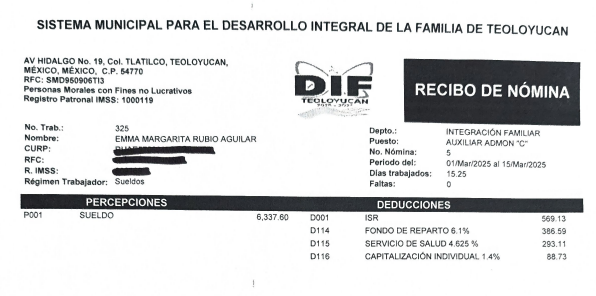 SISTEMA MUNICIPAL PARA EL DESARROLLO INTEGRAL DE LA FAMILIA DE TEOLOYUCAN
AV HIDALGO No. 19, Col. TLATILCO, TEOLOYUCAN,
MÉXICO, MÉXICO, C.P. 54770
RFC: SMD950906TI3
Personas Morales con Fines no Lucrativos
Registro Patronal IMSS: 1000119
DIF
TEOLOYUCAN
RECIBO DE NÓMINA
No. Trab.: 325
Nombre: EMMA MARGARITA RUBIO AGUILAR
CURP:
RFC:
R. IMSS:
Régimen Trabajador: Sueldos
Depto.: INTEGRACIÓN FAMILIAR
Puesto: AUXILIAR ADMON "C"
No. Nómina: 5
Periodo del: 01/Mar/2025 al 15/Mar/2025
Dias trabajados: 15.25
Faltas: 0
PERCEPCIONES DEDUCCIONES
P001 SUELDO 6,337.60 D001 ISR 569.13
D114 FONDO DE REPARTO 6.1% 386.59
D115 SERVICIO DE SALUD 4.625 % 293.11
D116 CAPITALIZACIÓN INDIVIDUAL 1.4% 88.73